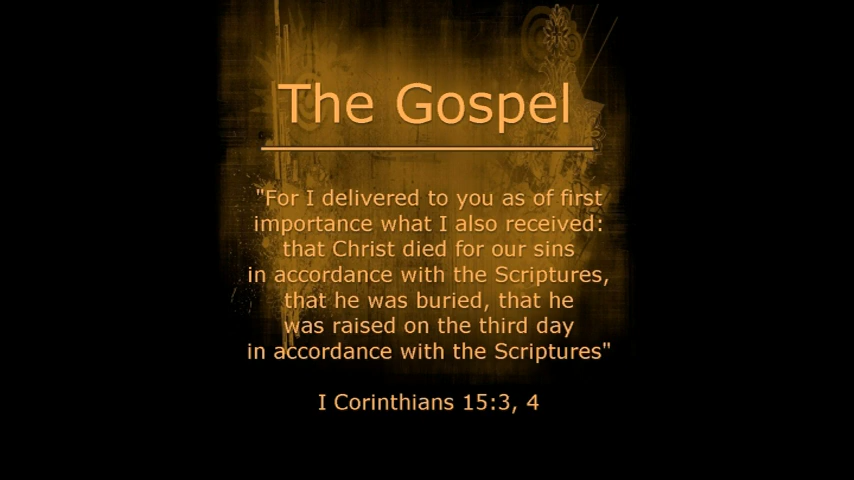 The Gospel
"For I delivered to you as of first
importance what I also received:
that Christ died for our sins
in accordance with the Scriptures,
that he was buried, that he
was raised on the third day
in accordance with the Scriptures"
I Corinthians 15:3, 4